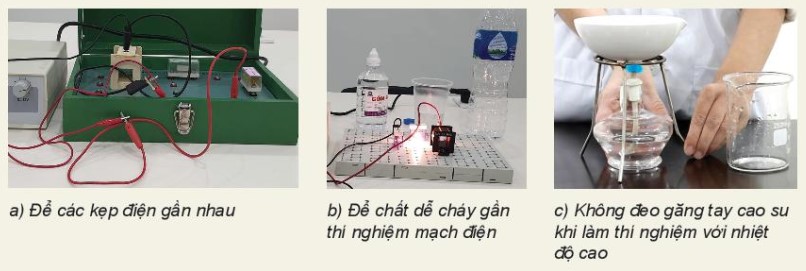 a) Để các kẹp điện gần nhau
b) Để chất dễ cháy gần
thí nghiệm mạch điện
c) Không đeo găng tay cao su
khi làm thí nghiệm với nhiệt
độ cao